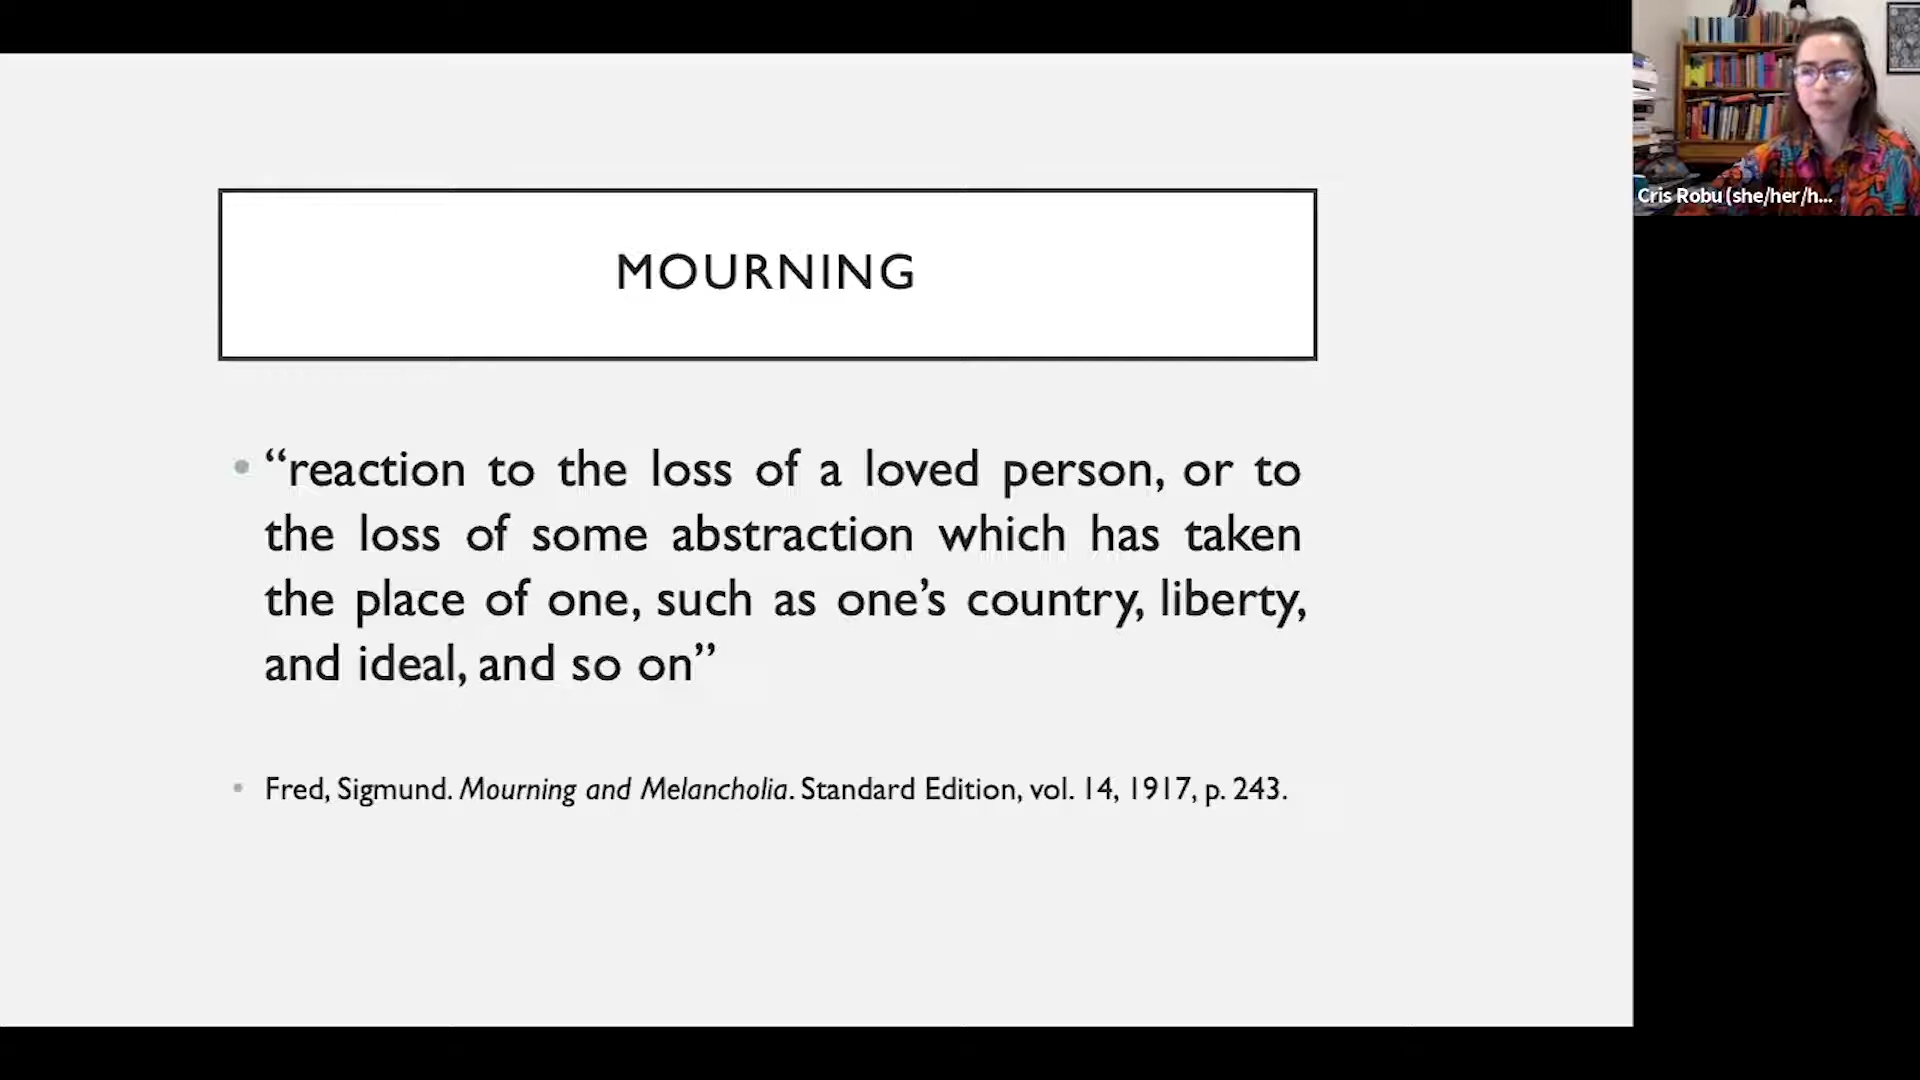 MOURNING
“reaction to the loss of a loved person, or to
the loss of some abstraction which has taken
the place of one, such as one’s country, liberty,
and ideal, and so on”
Fred, Sigmund. Mourning and Melancholia. Standard Edition, vol. 14, 1917, p. 243.
Cris Robu (she/her/h...